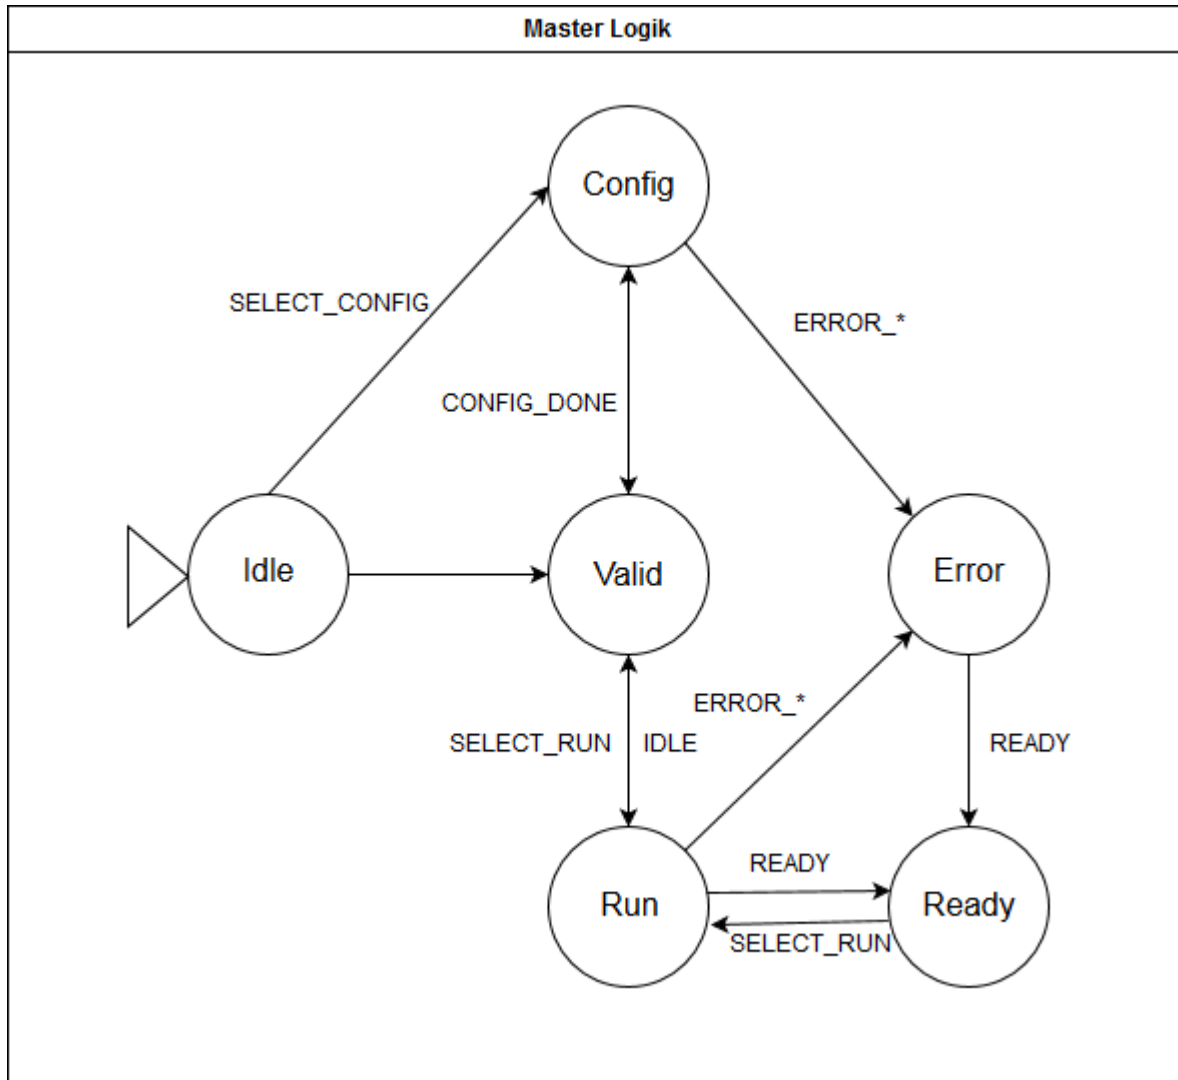 Master Logik
Config
SELECT_CONFIG
ERROR_*
CONFIG_DONE
Idle
Valid
Error
ERROR_*
SELECT_RUN
IDLE
READY
READY
Run
Ready
SELECT_RUN